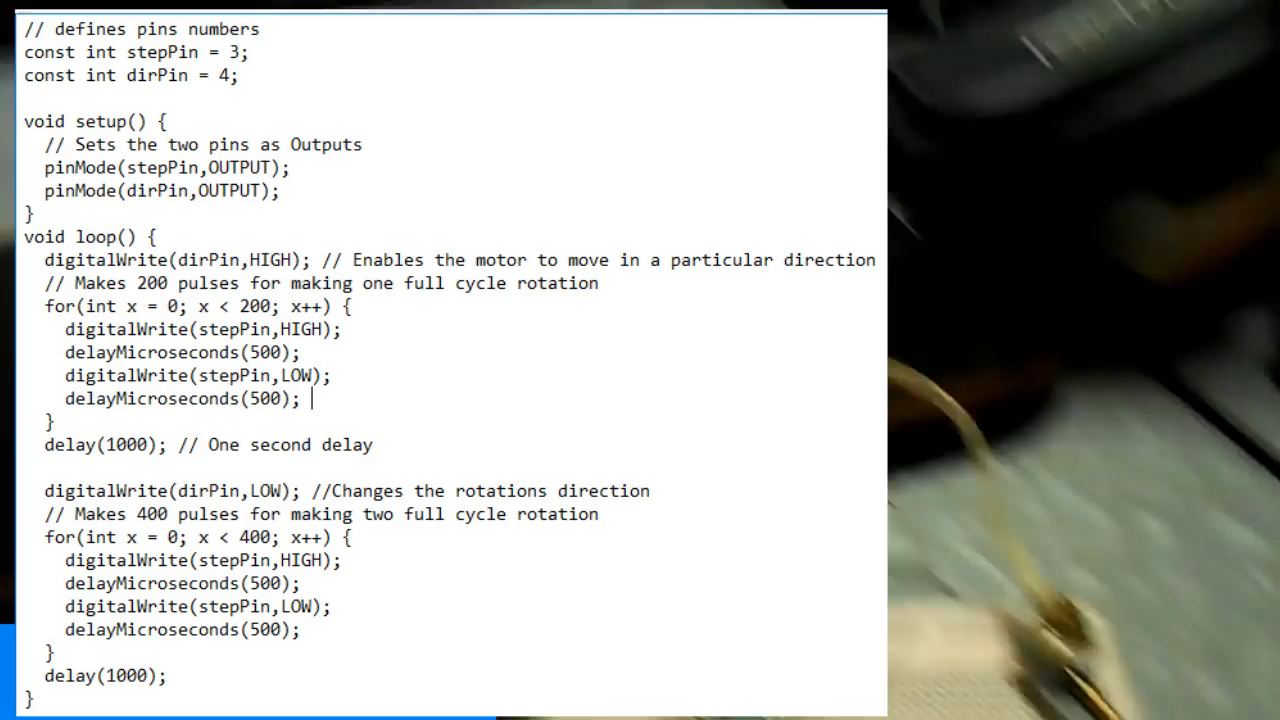 // defines pins numbers
const int stepPin = 3;
const int dirPin = 4;

void setup() {
  // Sets the two pins as Outputs
  pinMode(stepPin,OUTPUT);
  pinMode(dirPin,OUTPUT);
}
void loop() {
  digitalWrite(dirPin,HIGH); // Enables the motor to move in a particular direction
  // Makes 200 pulses for making one full cycle rotation
  for(int x = 0; x < 200; x++) {
    digitalWrite(stepPin,HIGH);
    delayMicroseconds(500);
    digitalWrite(stepPin,LOW);
    delayMicroseconds(500);
  }
  delay(1000); // One second delay

  digitalWrite(dirPin,LOW); //Changes the rotations direction
  // Makes 400 pulses for making two full cycle rotation
  for(int x = 0; x < 400; x++) {
    digitalWrite(stepPin,HIGH);
    delayMicroseconds(500);
    digitalWrite(stepPin,LOW);
    delayMicroseconds(500);
  }
  delay(1000);
}